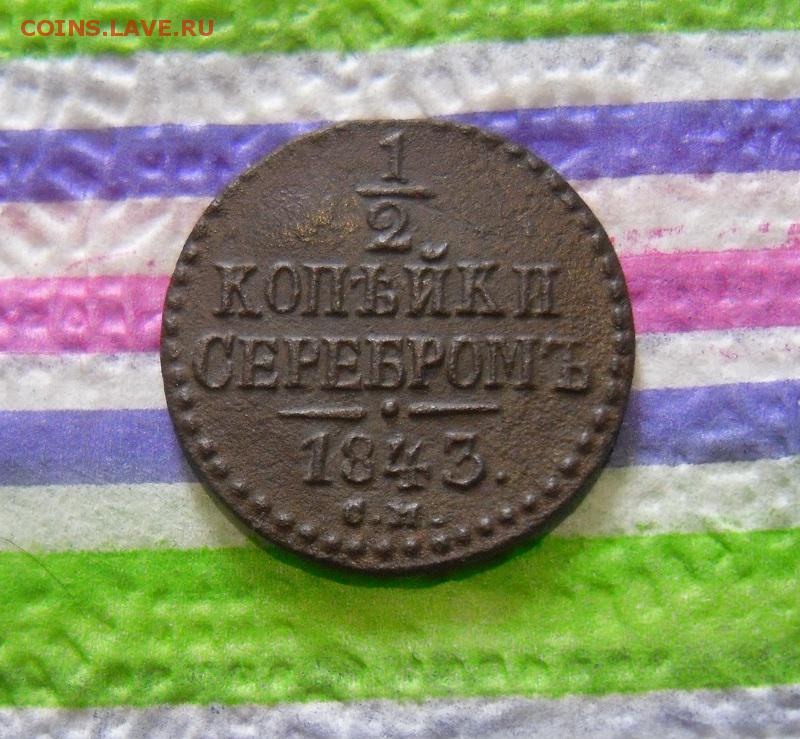 COINS.LAVE.RU
1
2
КОПѢЙКИ
СЕРЕБРОМЪ
1843.
С.М.